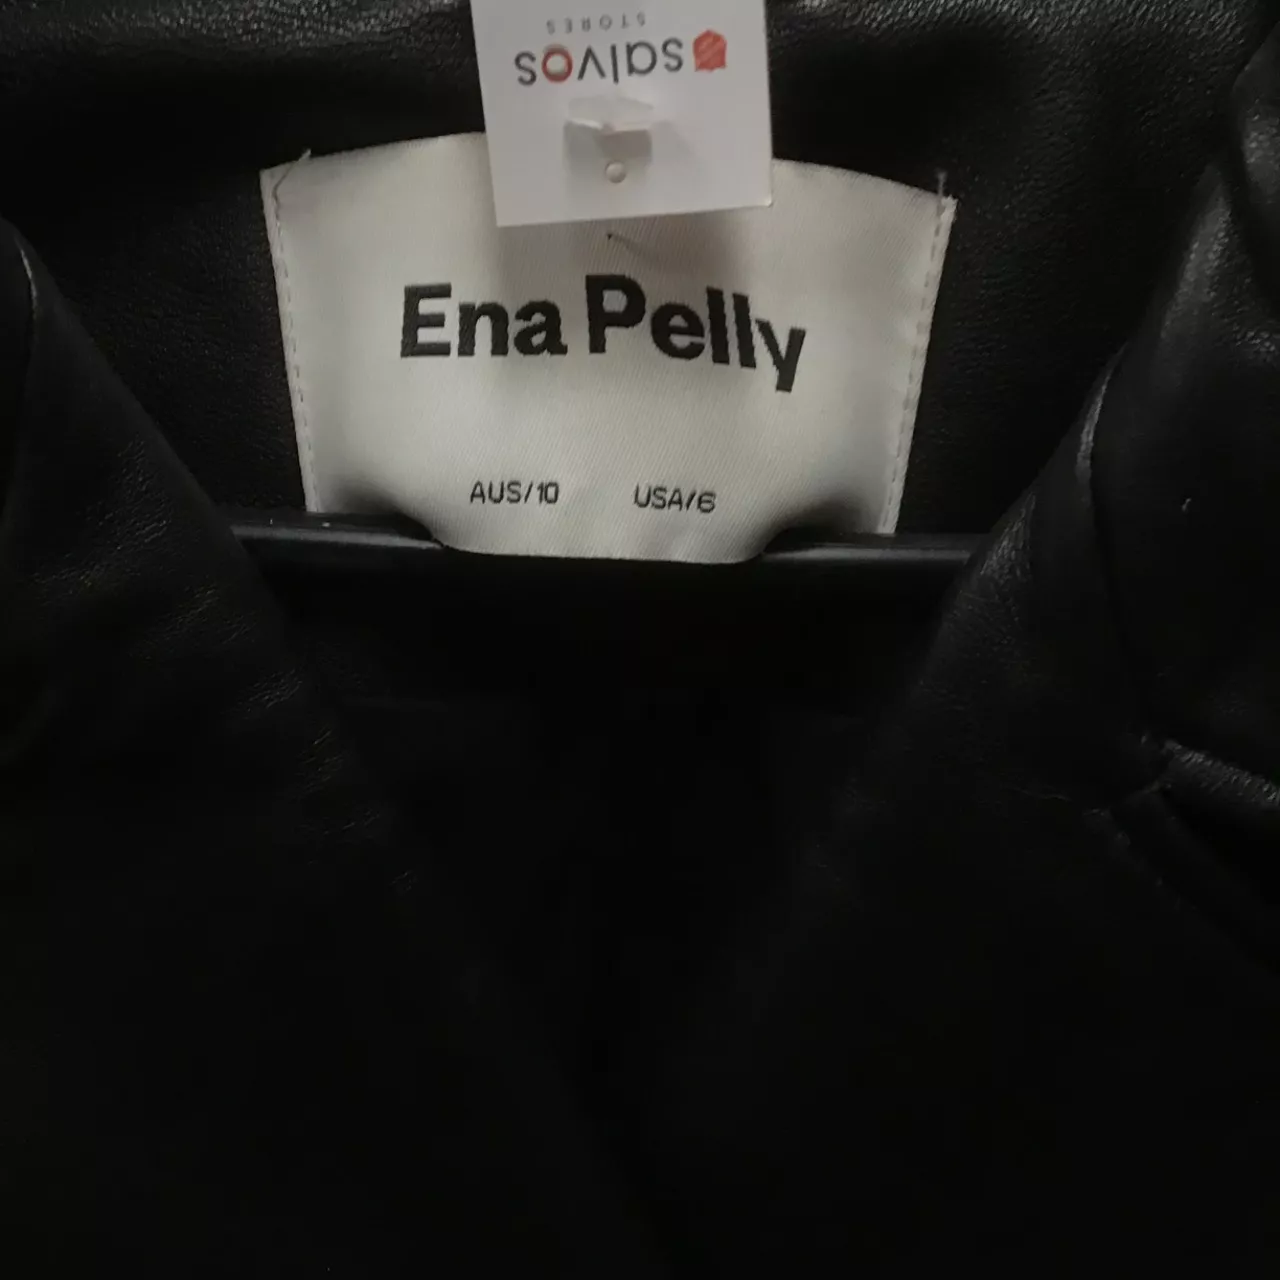 salvos
STORES
Ena Pelly
AUS/10 USA/6